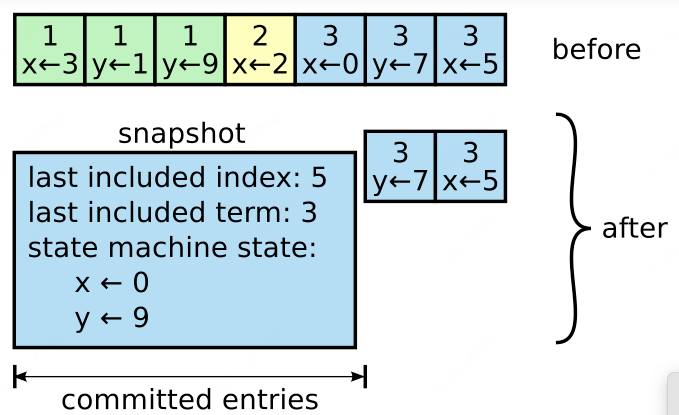 1 1 1 2 3 3 3
x←3 y←1 y←9 x←2 x←0 y←7 x←5
before
snapshot
3 3
y←7 x←5
last included index: 5
last included term: 3
state machine state:
x ← 0
y ← 9
after
committed entries